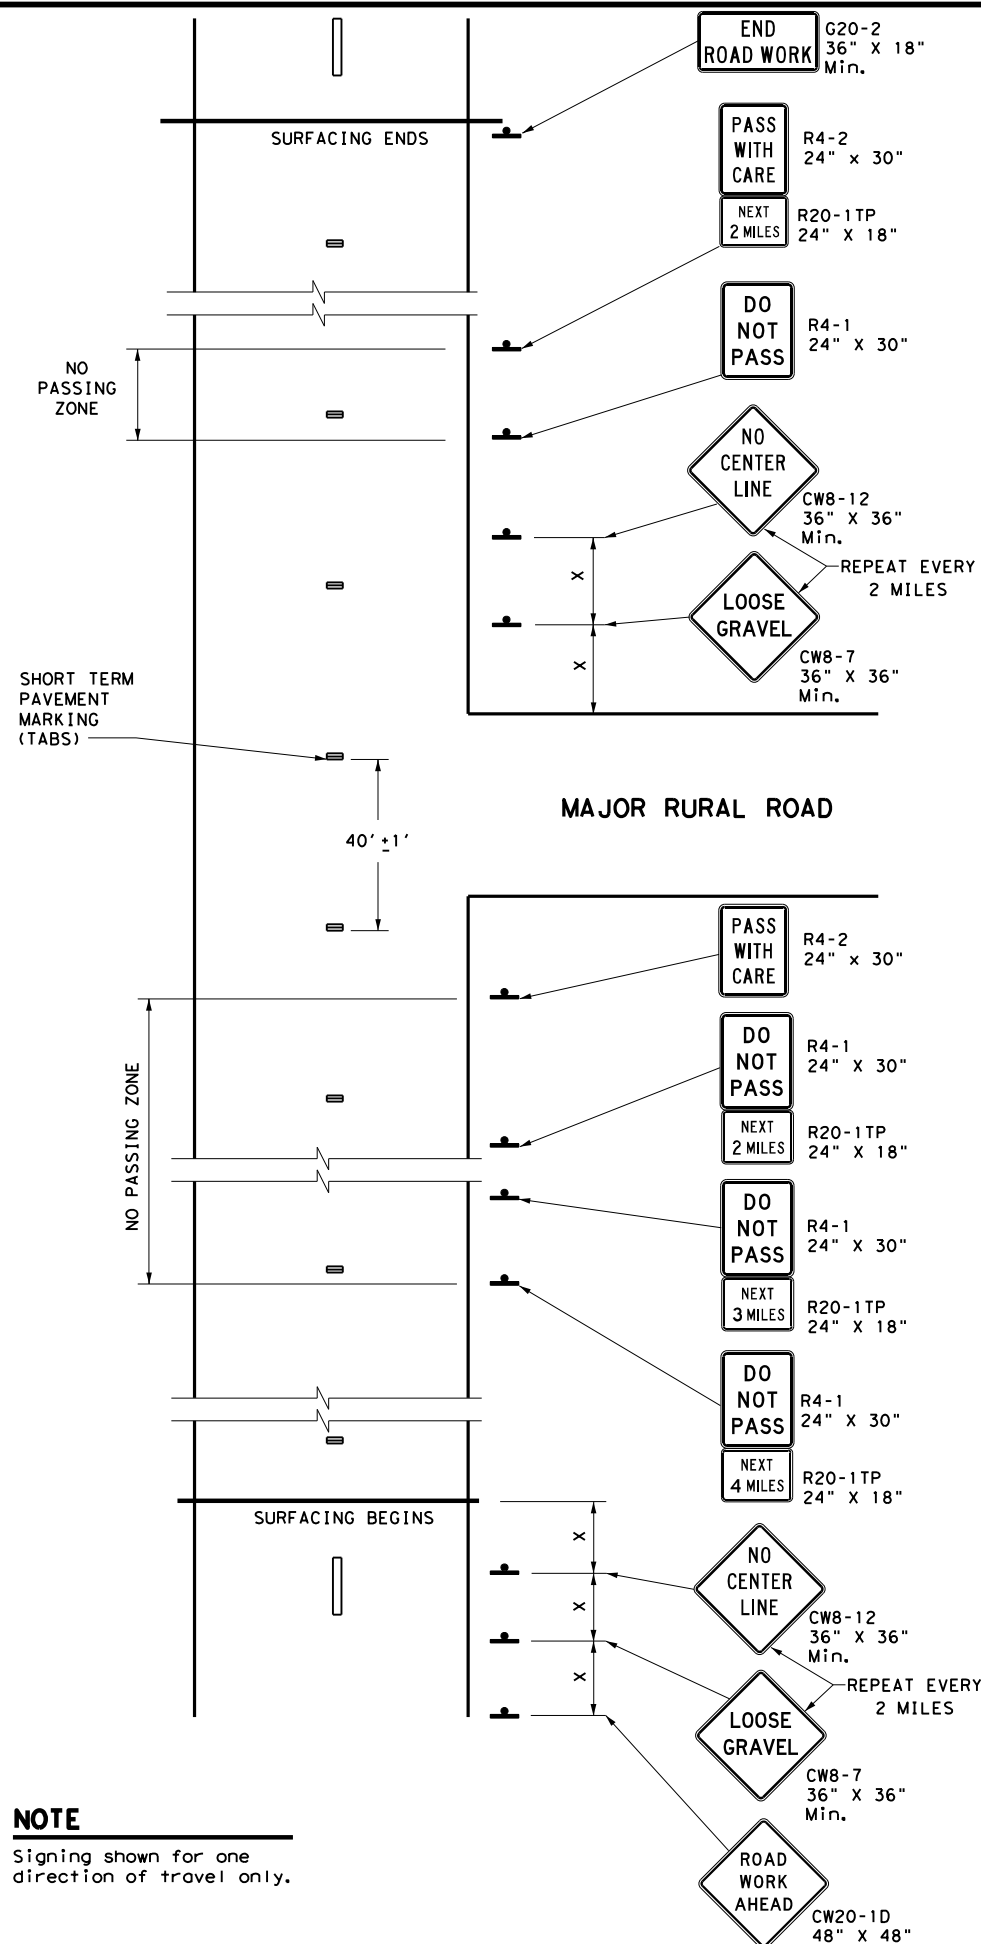 END
ROAD WORK
G20-2
36" X 18"
Min.
SURFACING ENDS
PASS
WITH
CARE
R4-2
24" x 30"
NEXT
2 MILES
R20-1TP
24" X 18"
DO
NOT
PASS
R4-1
24" X 30"
NO
PASSING
ZONE
NO
CENTER
LINE
CW8-12
36" X 36"
Min.
X
REPEAT EVERY
2 MILES
LOOSE
GRAVEL
CW8-7
36" X 36"
Min.
X
SHORT TERM
PAVEMENT
MARKING
(TABS)
40' ±1'
MAJOR RURAL ROAD
PASS
WITH
CARE
R4-2
24" x 30"
NO PASSING ZONE
DO
NOT
PASS
R4-1
24" X 30"
NEXT
2 MILES
R20-1TP
24" X 18"
DO
NOT
PASS
R4-1
24" X 30"
NEXT
3 MILES
R20-1TP
24" X 18"
DO
NOT
PASS
R4-1
24" X 30"
NEXT
4 MILES
R20-1TP
24" X 18"
SURFACING BEGINS
X
NO
CENTER
LINE
CW8-12
36" X 36"
Min.
X
X
REPEAT EVERY
2 MILES
LOOSE
GRAVEL
CW8-7
36" X 36"
Min.
ROAD
WORK
AHEAD
CW20-1D
48" X 48"
NOTE
Signing shown for one
direction of travel only.